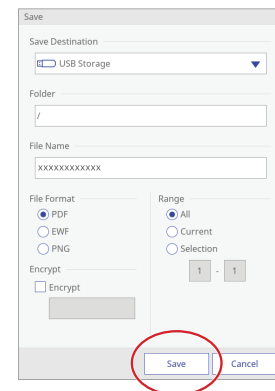 Save
Save Destination
USB Storage
Folder
/
File Name
xxxxxxxxxxxx
File Format
PDF
EWF
PNG
Encrypt
Encrypt
Range
All
Current
Selection
1 - 1
Save
Cancel